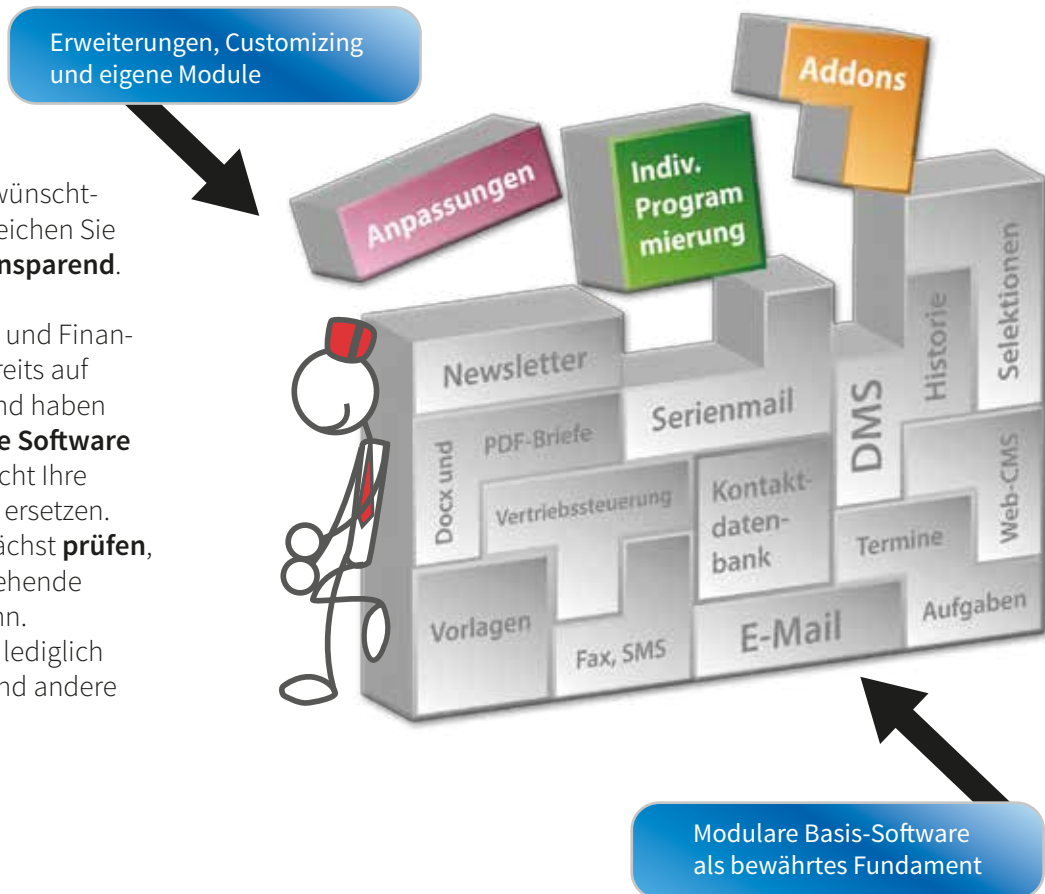 Erweiterungen, Customizing
und eigene Module
wünscht-
eichen Sie
nsparend.
und Finan-
reits auf
nd haben
e Software
cht Ihre
ersetzen.
ächst prüfen,
ehende
nn.
lediglich
nd andere
Addons
Anpassungen
Indiv.
Program
mierung
Newsletter
Serienmail
DMS
Historie
Selektionen
Docx und
PDF-Briefe
Vertriebssteuerung
Kontakt-
daten-
bank
Termine
Web-CMS
Vorlagen
Fax, SMS
E-Mail
Aufgaben
Modulare Basis-Software
als bewährtes Fundament